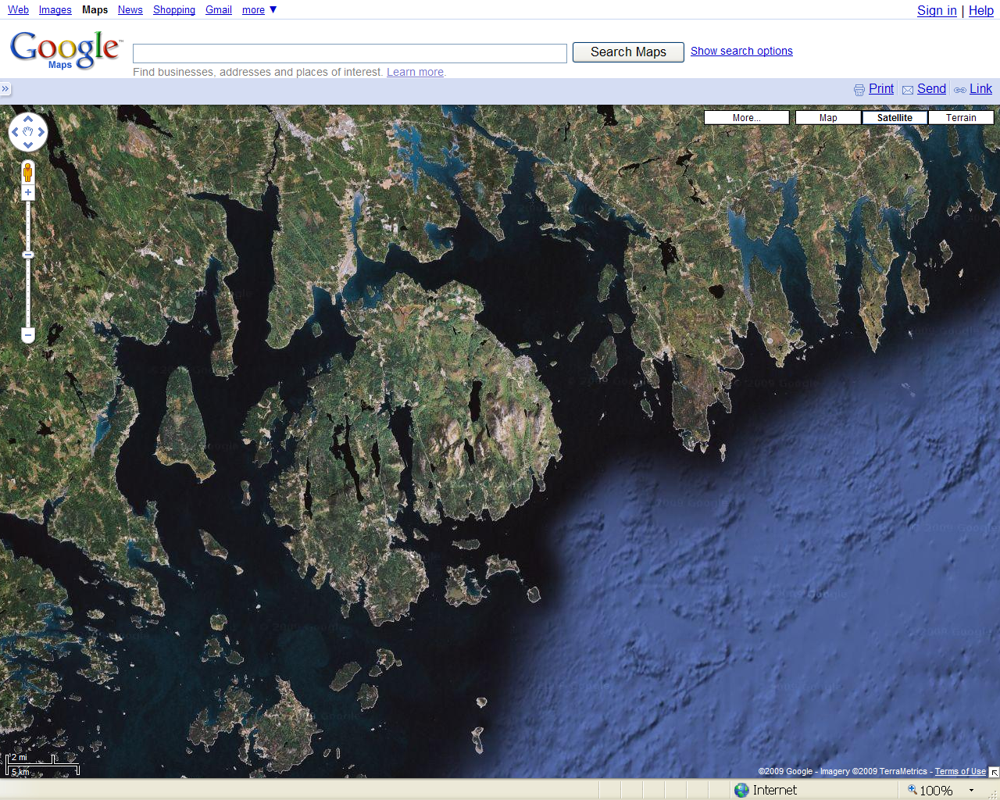 Web Images Maps News Shopping Gmail more ▼
Sign in | Help
Google™
Maps
Search Maps
Show search options
Find businesses, addresses and places of interest. Learn more.
»
Print Send Link
More... Map Satellite Terrain
+
−
2 mi
5 km
©2009 Google - Imagery ©2009 TerraMetrics - Terms of Use
Internet
100%